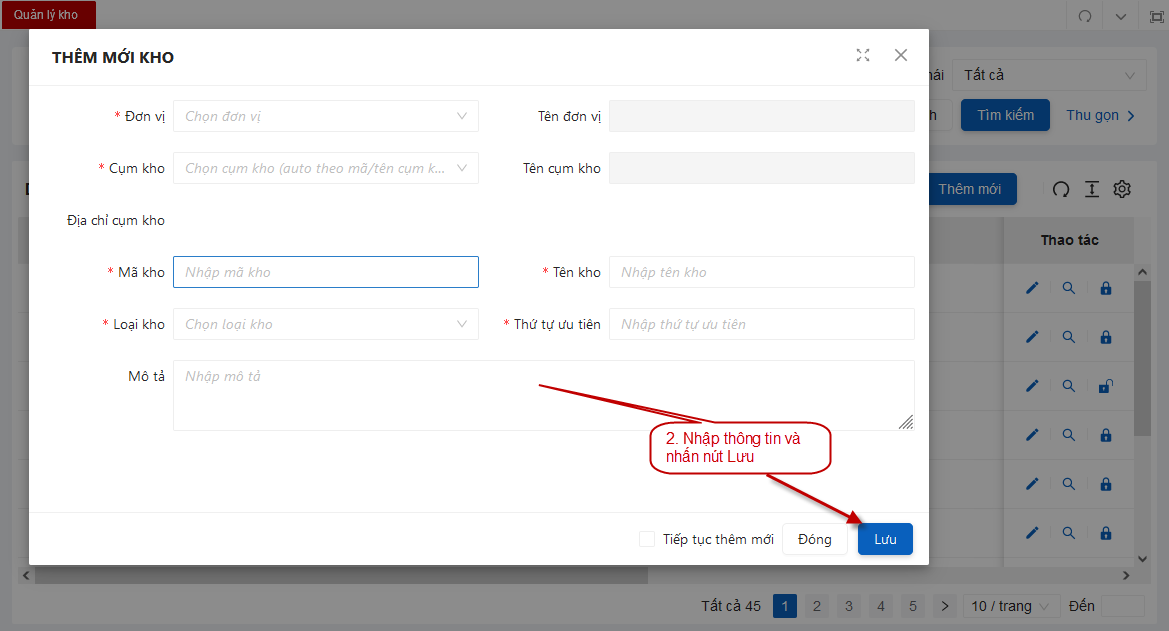 Quản lý kho
THÊM MỚI KHO
ái Tất cả
* Đơn vị Chọn đơn vị Tên đơn vị
h Tìm kiếm Thu gọn
* Cụm kho Chọn cụm kho (auto theo mã/tên cụm k... Tên cụm kho
Thêm mới
Địa chỉ cụm kho
Thao tác
* Mã kho Nhập mã kho * Tên kho Nhập tên kho
* Loại kho Chọn loại kho * Thứ tự ưu tiên Nhập thứ tự ưu tiên
Mô tả Nhập mô tả
2. Nhập thông tin và
nhấn nút Lưu
Tiếp tục thêm mới Đóng Lưu
Tất cả 45 1 2 3 4 5 > 10 / trang Đến